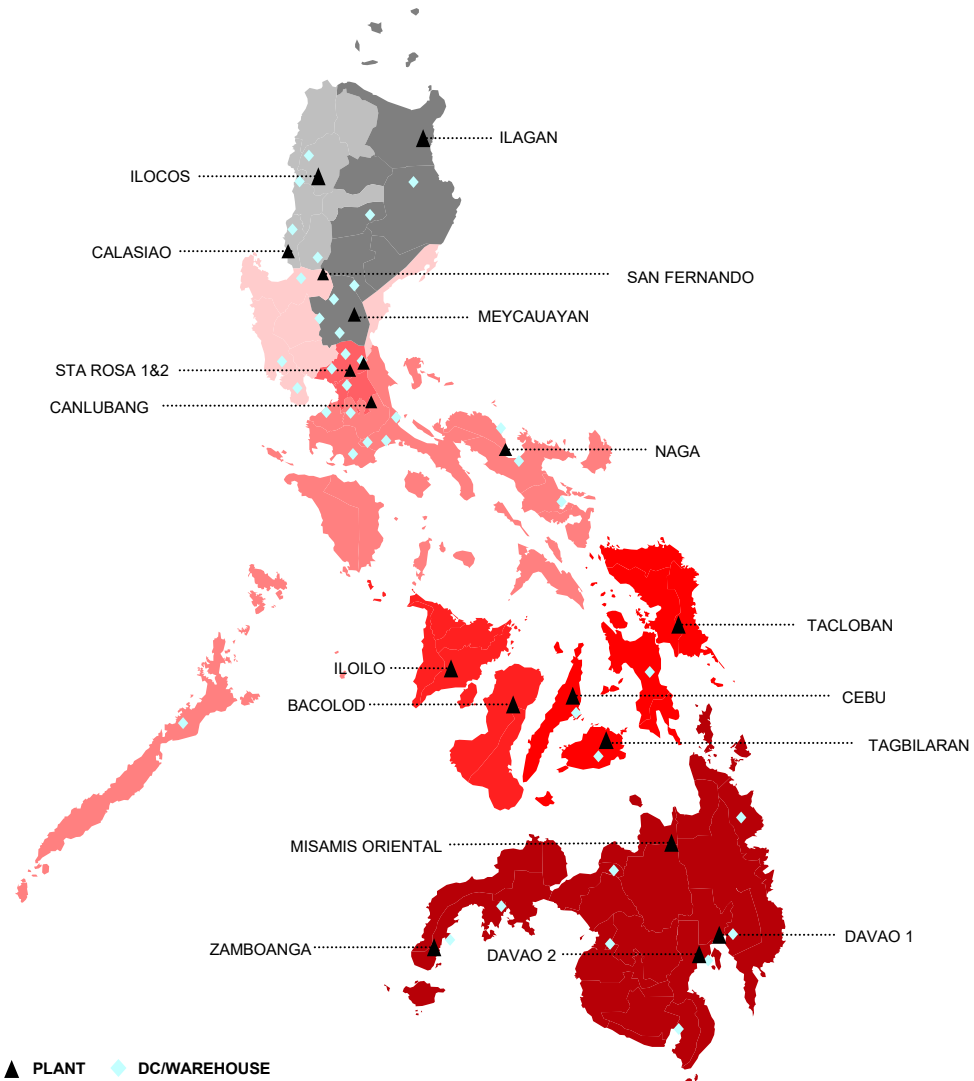 ILAGAN
ILOCOS
CALASIAO
SAN FERNANDO
MEYCAUAYAN
STA ROSA 1&2
CANLUBANG
NAGA
TACLOBAN
ILOILO
CEBU
BACOLOD
TAGBILARAN
MISAMIS ORIENTAL
DAVAO 1
ZAMBOANGA
DAVAO 2
PLANT DC/WAREHOUSE